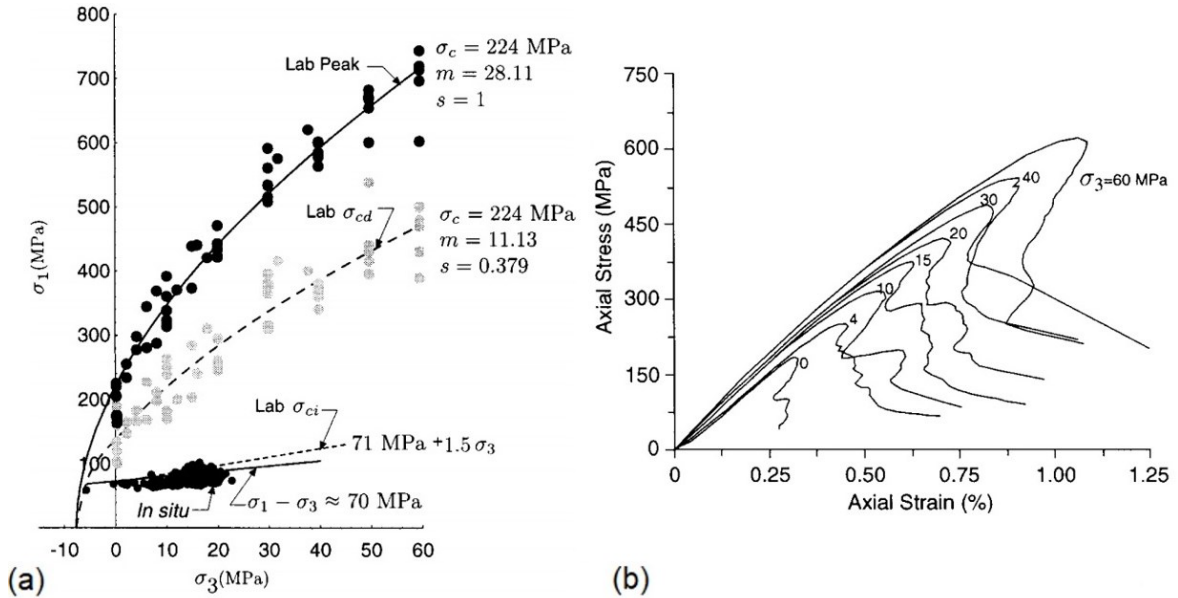 800
700
600
500
400
300
200
100
σ₁(MPa)
Lab Peak
σ_c = 224 MPa
m = 28.11
s = 1
Lab σ_cd
σ_c = 224 MPa
m = 11.13
s = 0.379
Lab σ_ci
71 MPa +1.5 σ₃
σ₁ − σ₃ ≈ 70 MPa
In situ
-10 0 10 20 30 40 50 60
σ₃(MPa)
(a)
750
600
450
300
150
0
Axial Stress (MPa)
σ₃=60 MPa
40
30
20
15
10
4
0
0 0.25 0.50 0.75 1.00 1.25
Axial Strain (%)
(b)